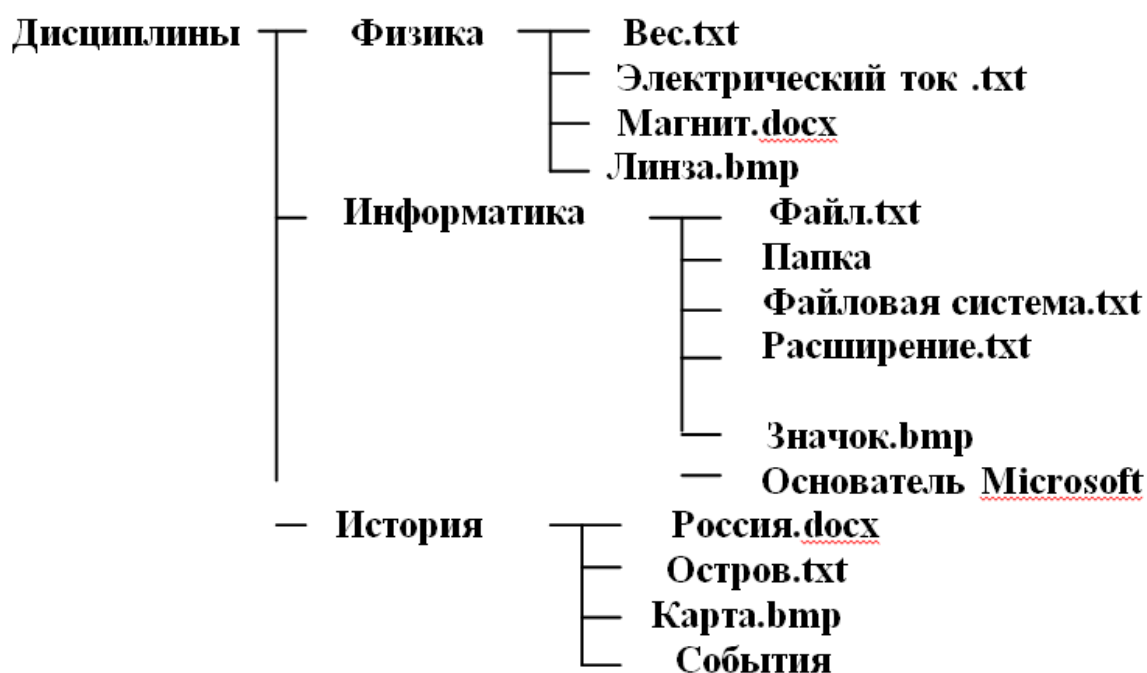 Дисциплины Физика Вес.txt
Электрический ток .txt
Магнит.docx
Линза.bmp
Информатика Файл.txt
Папка
Файловая система.txt
Расширение.txt
Значок.bmp
Основатель Microsoft
История Россия.docx
Остров.txt
Карта.bmp
События